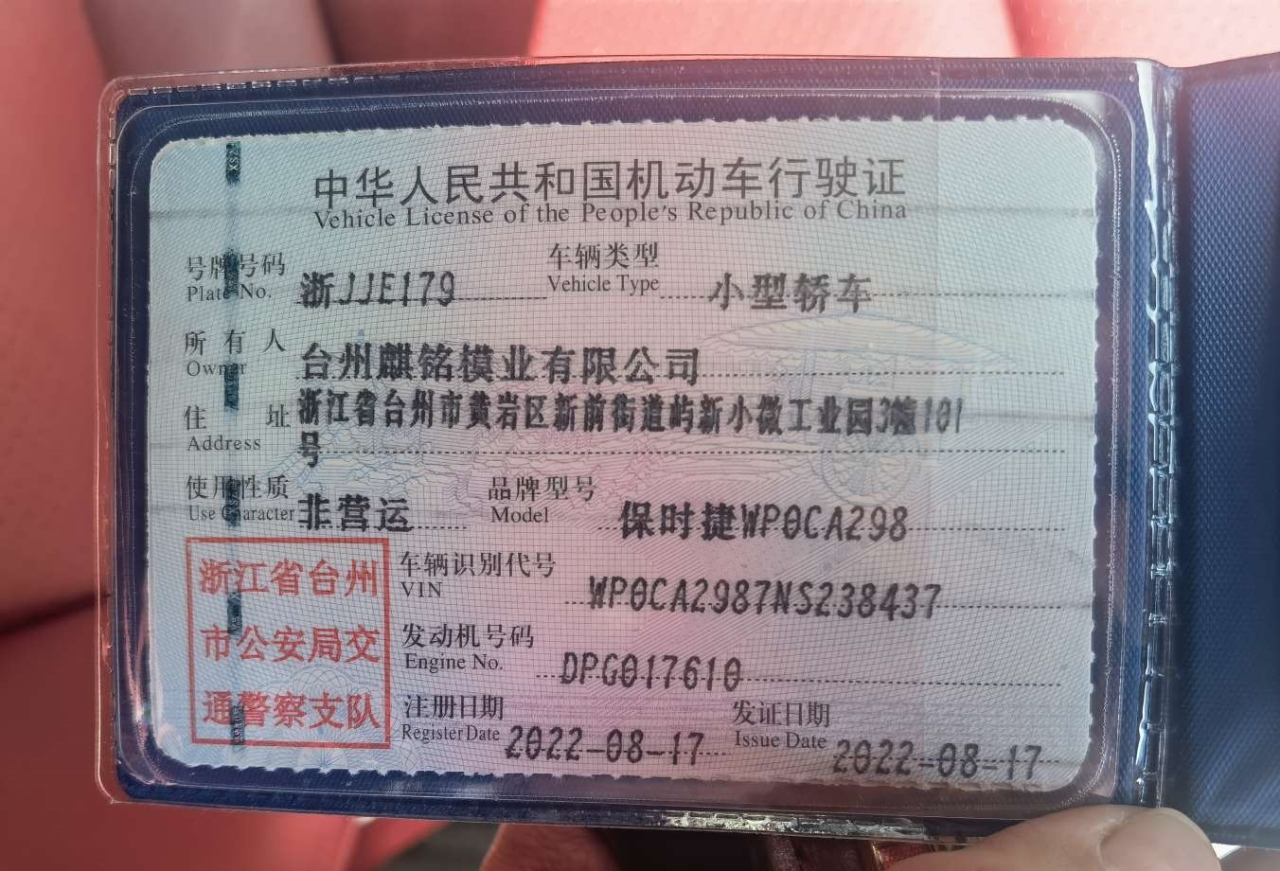 中华人民共和国机动车行驶证
Vehicle License of the People's Republic of China
号牌号码 浙JJE179 车辆类型 小型轿车
Plate No. Vehicle Type
所有人 台州麒铭模业有限公司
Owner
住址 浙江省台州市黄岩区新前街道屿新小微工业园3幢101
Address 号
使用性质 非营运 品牌型号 保时捷WP0CA298
Use Character Model
浙江省台州
市公安局交
通警察支队
车辆识别代号 WP0CA2987NS238437
VIN
发动机号码 DPG017610
Engine No.
注册日期 2022-08-17 发证日期 2022-08-17
Register Date Issue Date